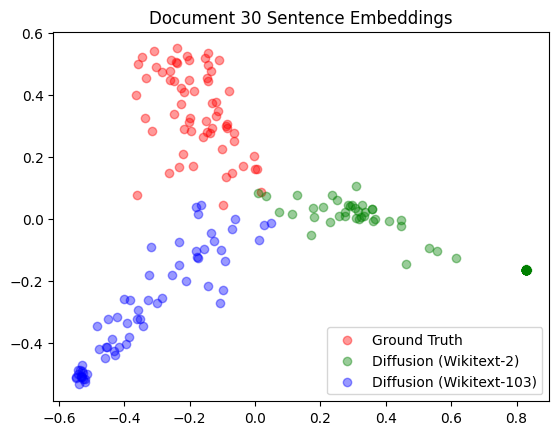 Document 30 Sentence Embeddings
0.6
0.4
0.2
0.0
−0.2
−0.4
Ground Truth
Diffusion (Wikitext-2)
Diffusion (Wikitext-103)
−0.6 −0.4 −0.2 0.0 0.2 0.4 0.6 0.8